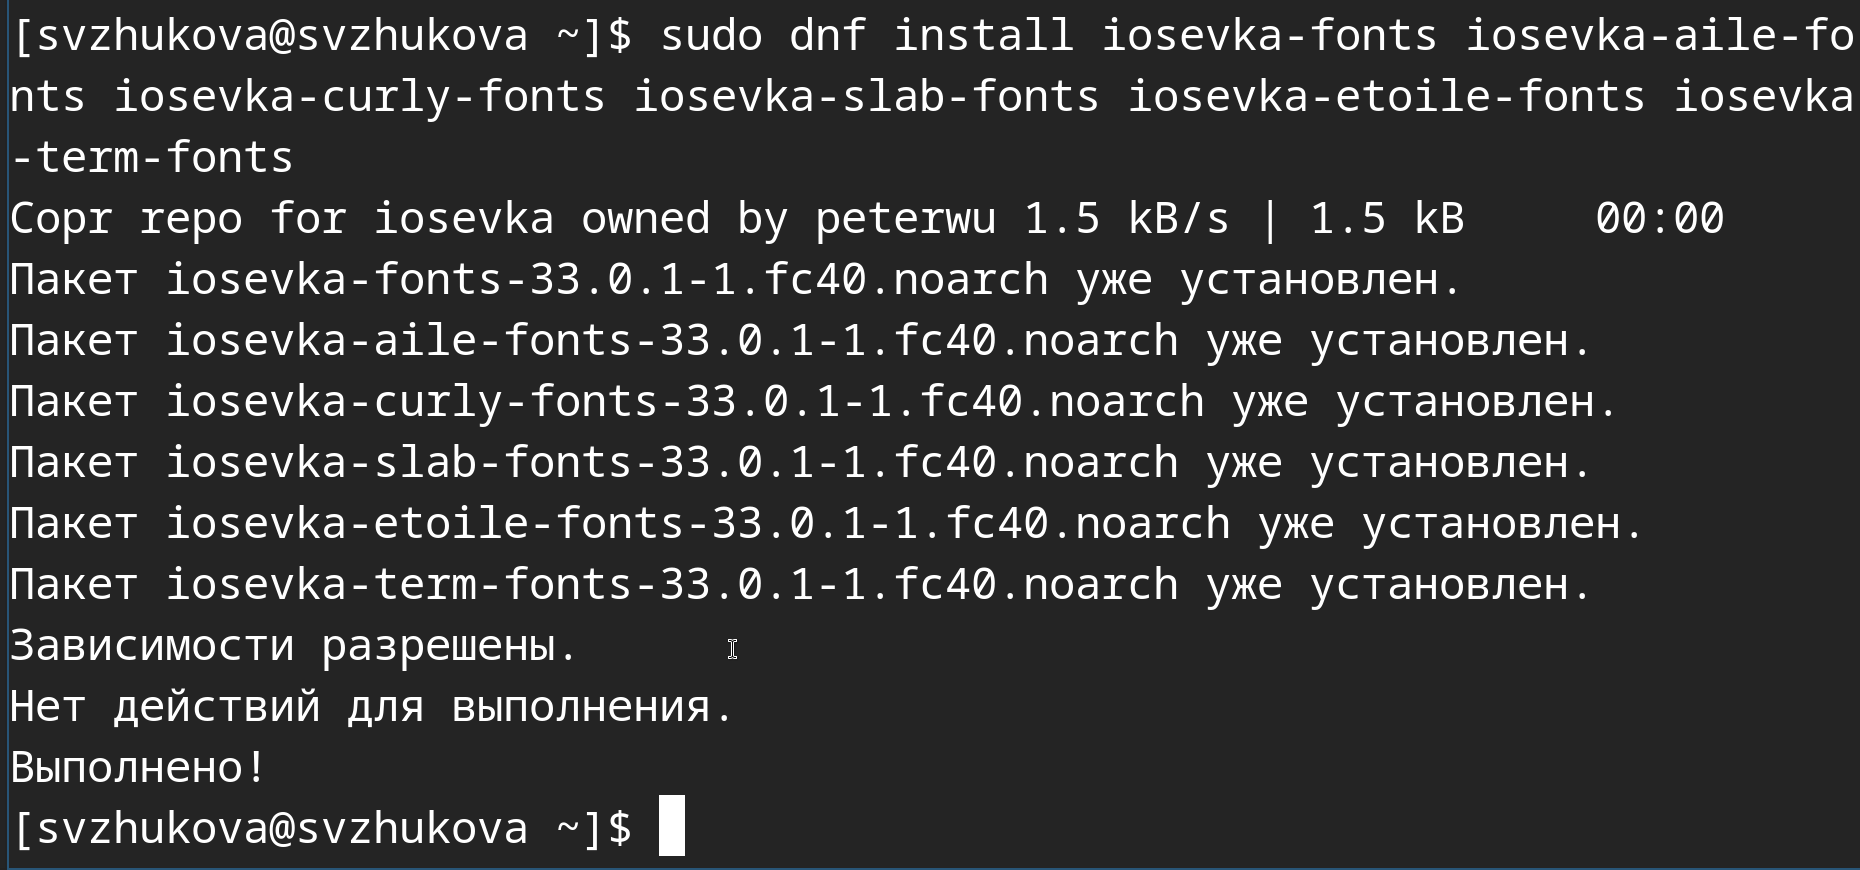 [svzhukova@svzhukova ~]$ sudo dnf install iosevka-fonts iosevka-aile-fo
nts iosevka-curly-fonts iosevka-slab-fonts iosevka-etoile-fonts iosevka
-term-fonts
Copr repo for iosevka owned by peterwu 1.5 kB/s | 1.5 kB     00:00
Пакет iosevka-fonts-33.0.1-1.fc40.noarch уже установлен.
Пакет iosevka-aile-fonts-33.0.1-1.fc40.noarch уже установлен.
Пакет iosevka-curly-fonts-33.0.1-1.fc40.noarch уже установлен.
Пакет iosevka-slab-fonts-33.0.1-1.fc40.noarch уже установлен.
Пакет iosevka-etoile-fonts-33.0.1-1.fc40.noarch уже установлен.
Пакет iosevka-term-fonts-33.0.1-1.fc40.noarch уже установлен.
Зависимости разрешены.
Нет действий для выполнения.
Выполнено!
[svzhukova@svzhukova ~]$